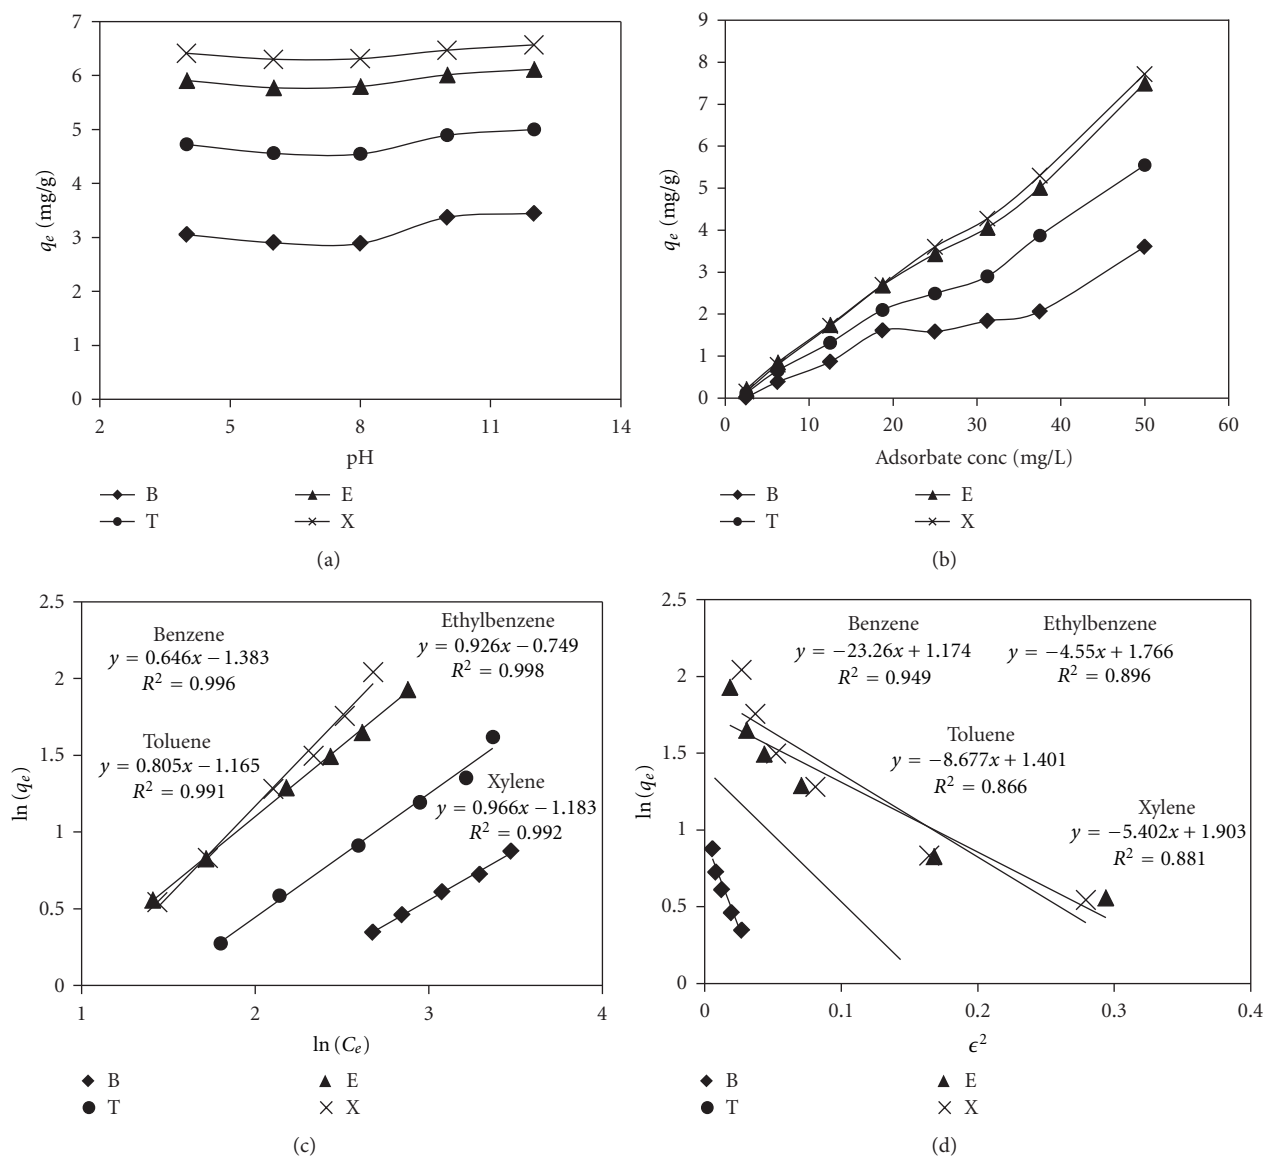 7
6
5
4
3
2
1
0
2
5
8
11
14
qe (mg/g)
pH
B
E
T
X
(a)
9
8
7
6
5
4
3
2
1
0
0
10
20
30
40
50
60
qe (mg/g)
Adsorbate conc (mg/L)
B
E
T
X
(b)
2.5
2
1.5
1
0.5
0
1
2
3
4
ln (qe)
ln (Ce)
Benzene
y = 0.646x − 1.383
R² = 0.996
Ethylbenzene
y = 0.926x − 0.749
R² = 0.998
Toluene
y = 0.805x − 1.165
R² = 0.991
Xylene
y = 0.966x − 1.183
R² = 0.992
B
E
T
X
(c)
2.5
2
1.5
1
0.5
0
0
0.1
0.2
0.3
0.4
ln (qe)
ϵ²
Benzene
y = −23.26x + 1.174
R² = 0.949
Ethylbenzene
y = −4.55x + 1.766
R² = 0.896
Toluene
y = −8.677x + 1.401
R² = 0.866
Xylene
y = −5.402x + 1.903
R² = 0.881
B
E
T
X
(d)